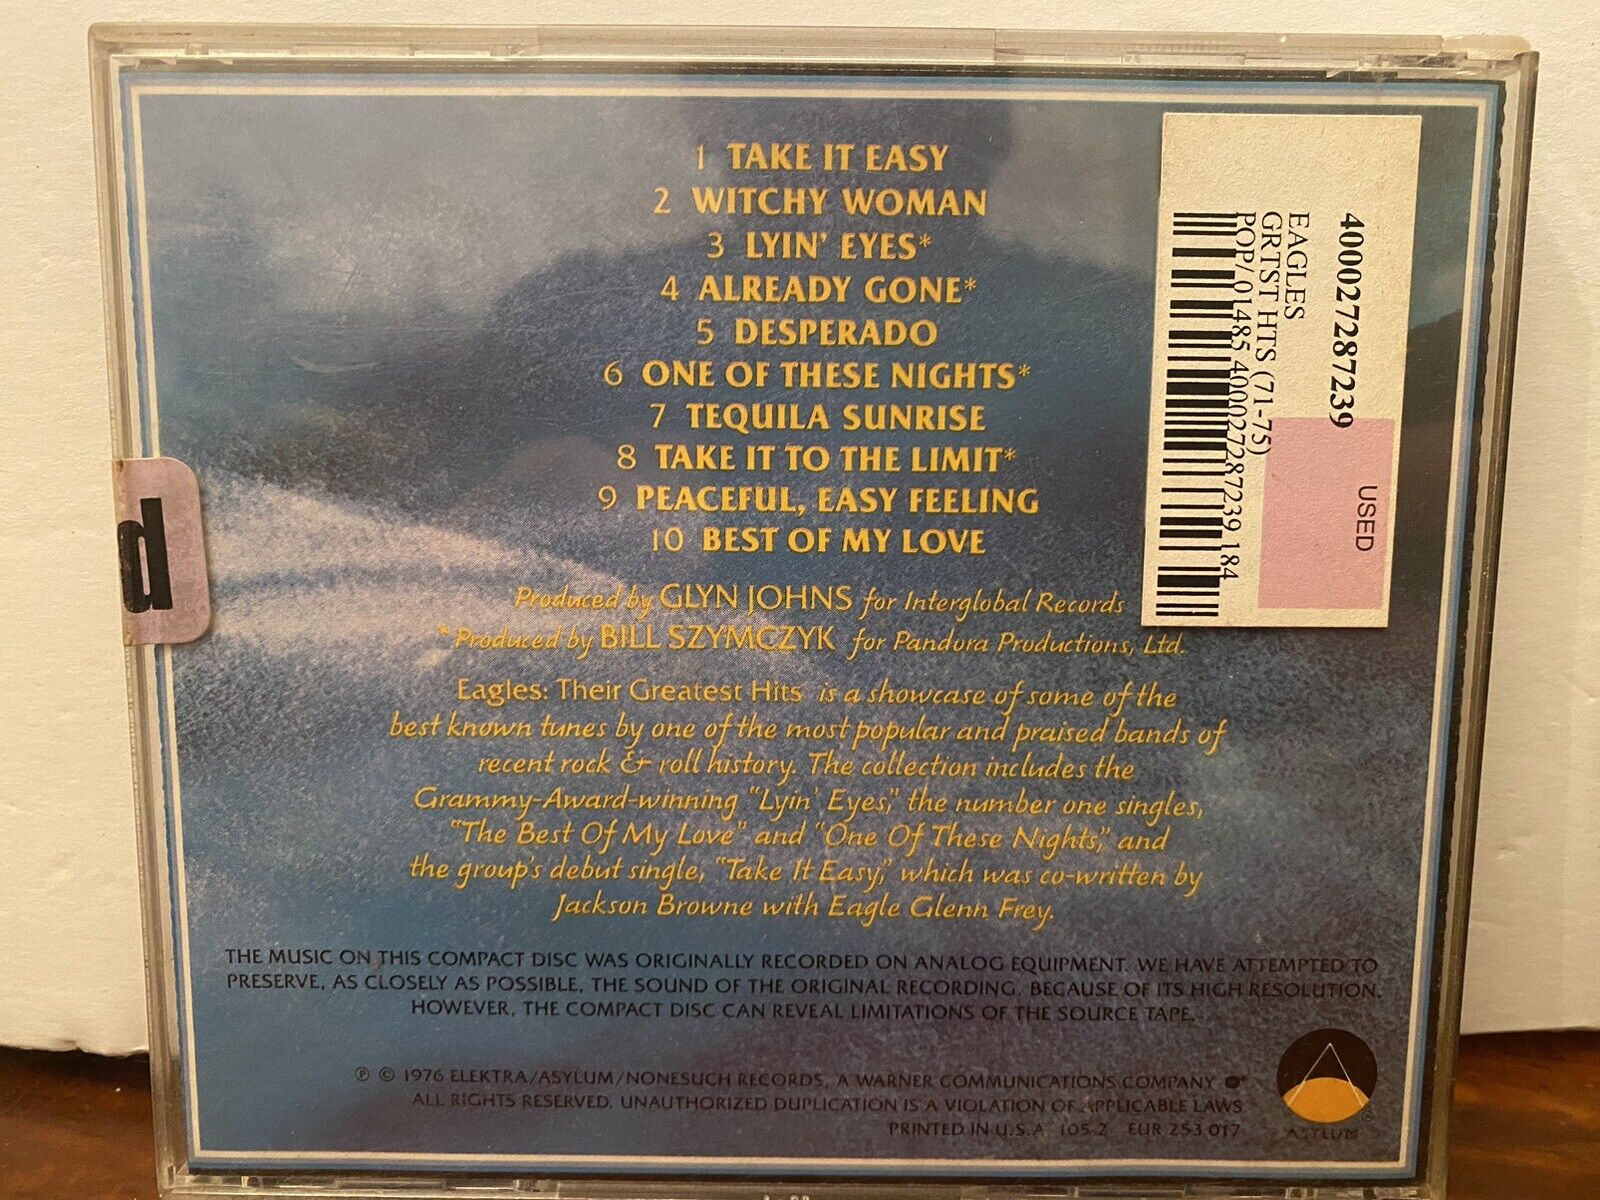 1 TAKE IT EASY
2 WITCHY WOMAN
3 LYIN' EYES*
4 ALREADY GONE*
5 DESPERADO
6 ONE OF THESE NIGHTS*
7 TEQUILA SUNRISE
8 TAKE IT TO THE LIMIT*
9 PEACEFUL, EASY FEELING
10 BEST OF MY LOVE
Produced by GLYN JOHNS for Interglobal Records
*Produced by BILL SZYMCZYK for Pandora Productions, Ltd.
Eagles: Their Greatest Hits is a showcase of some of the
best known tunes by one of the most popular and praised bands of
recent rock & roll history. The collection includes the
Grammy-Award-winning "Lyin' Eyes," the number one singles,
"The Best Of My Love" and "One Of These Nights," and
the group's debut single, "Take It Easy," which was co-written by
Jackson Browne with Eagle Glenn Frey.
THE MUSIC ON THIS COMPACT DISC WAS ORIGINALLY RECORDED ON ANALOG EQUIPMENT. WE HAVE ATTEMPTED TO
PRESERVE, AS CLOSELY AS POSSIBLE, THE SOUND OF THE ORIGINAL RECORDING. BECAUSE OF ITS HIGH RESOLUTION,
HOWEVER, THE COMPACT DISC CAN REVEAL LIMITATIONS OF THE SOURCE TAPE.
℗ © 1976 ELEKTRA/ASYLUM/NONESUCH RECORDS, A WARNER COMMUNICATIONS COMPANY
ALL RIGHTS RESERVED. UNAUTHORIZED DUPLICATION IS A VIOLATION OF APPLICABLE LAWS
PRINTED IN U.S.A 105-2 EUR 253 017
ASYLUM
400027287239
EAGLES
GRTST HTS (71-75)
POP/01485 400027287239 184
USED
d